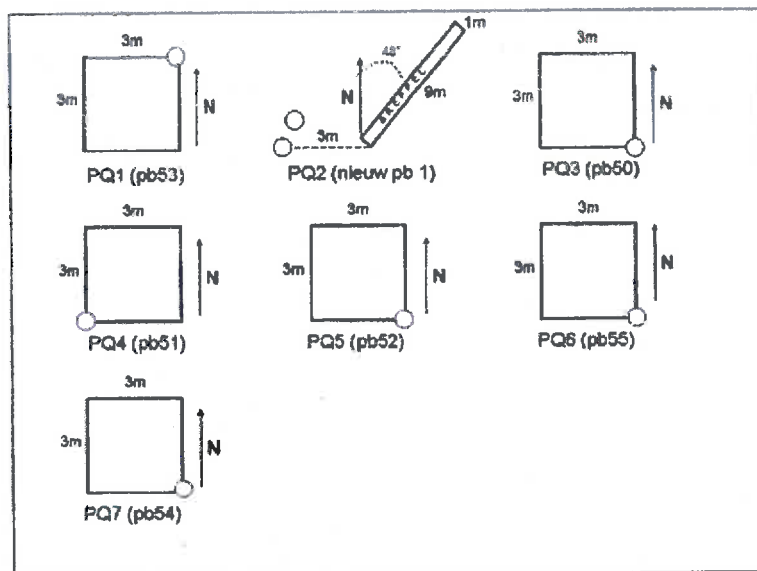 3m
3m
N
PQ1 (pb53)
1m
N
GREPPEL
9m
3m
PQ2 (nieuw pb 1)
3m
3m
N
PQ3 (pb50)
3m
3m
N
PQ4 (pb51)
3m
3m
N
PQ5 (pb52)
3m
3m
N
PQ6 (pb55)
3m
3m
N
PQ7 (pb54)